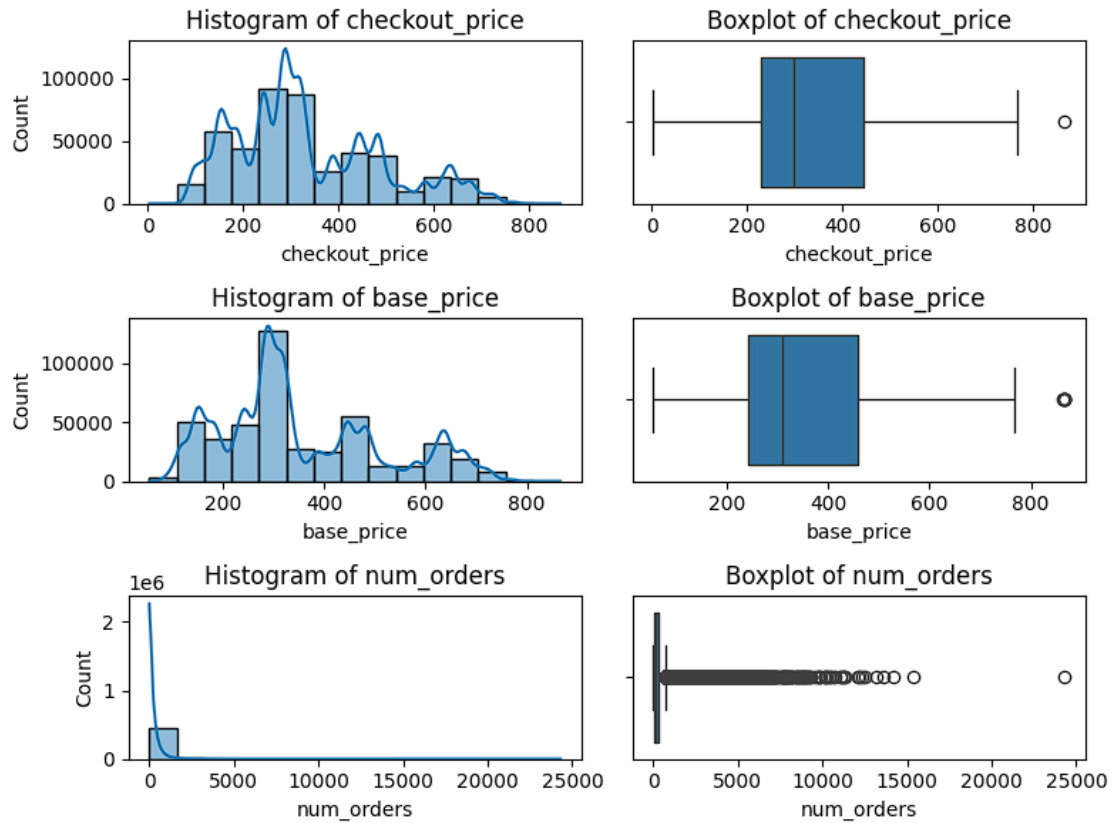 Histogram of checkout_price
Count
100000
50000
0
0 200 400 600 800
checkout_price
Boxplot of checkout_price
0 200 400 600 800
checkout_price
Histogram of base_price
Count
100000
50000
0
200 400 600 800
base_price
Boxplot of base_price
200 400 600 800
base_price
Histogram of num_orders
1e6
Count
2
1
0
0 5000 10000 15000 20000 25000
num_orders
Boxplot of num_orders
0 5000 10000 15000 20000 25000
num_orders